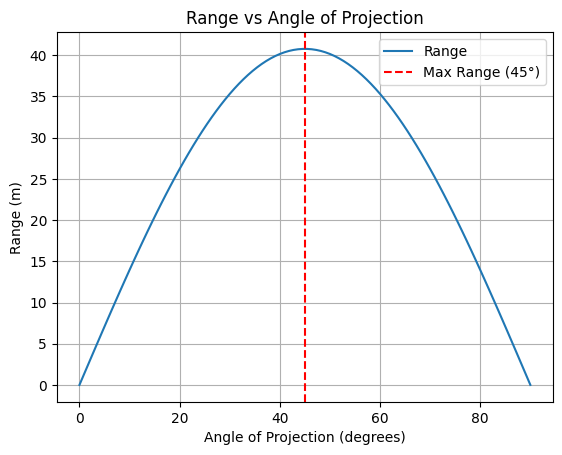 Range vs Angle of Projection
Range
Max Range (45°)
Range (m)
40
35
30
25
20
15
10
5
0
0 20 40 60 80
Angle of Projection (degrees)